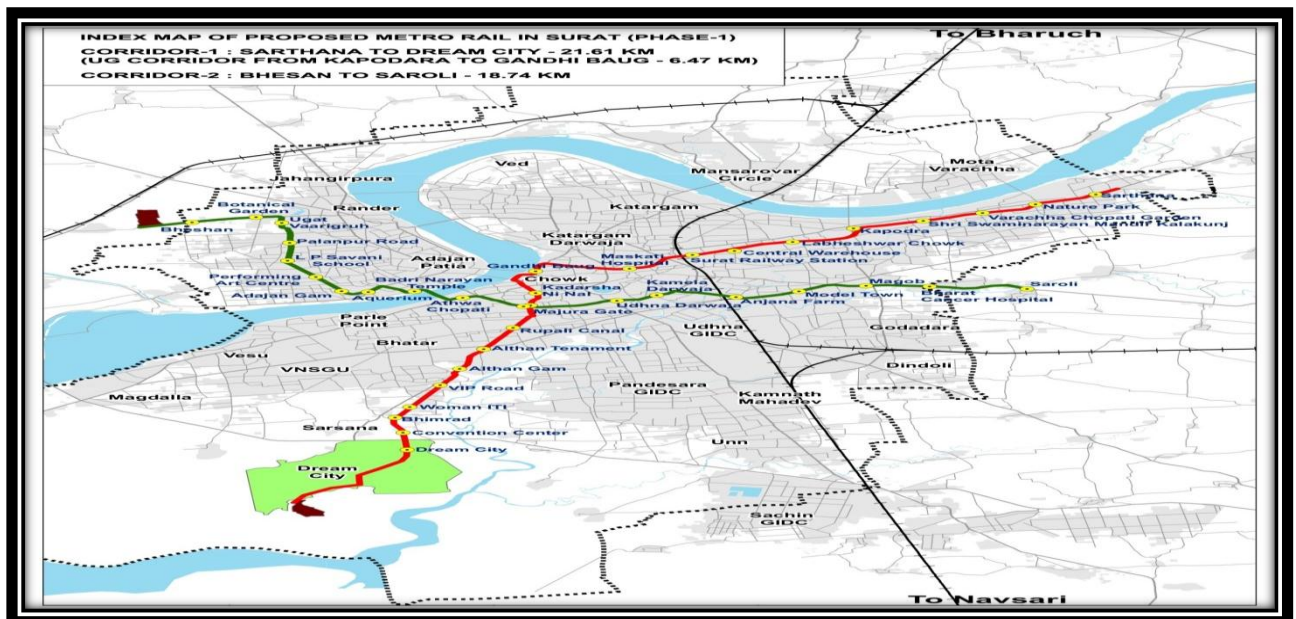 INDEX MAP OF PROPOSED METRO RAIL IN SURAT (PHASE-1)
CORRIDOR-1 : SARTHANA TO DREAM CITY - 21.61 KM
(UG CORRIDOR FROM KAPODARA TO GANDHI BAUG - 6.47 KM)
CORRIDOR-2 : BHESAN TO SAROLI - 18.74 KM
To Bharuch
Ved
Mansarovar
Circle
Mota
Varachha
Jahangirpura
Rander
Katargam
Sarthana
Nature Park
Varachha Chopati Garden
Shri Swaminarayan Mandir Kalakunj
Kapodra
Labheshwar Chowk
Central Warehouse
Surat Railway Station
Botanical
Garden
Bheshan
Ugat
Vaarigruh
Palanpur Road
L P Savani
School
Performing
Art Centre
Adajan Gam
Aquerium
Badri Narayan
Temple
Adajan
Patia
Athwa
Chopati
Katargam
Darwaja
Maskati
Hospital
Gandhi Baug
Chowk
Kadarsha
Ni Nal
Majura Gate
Udhna Darwaja
Kamela
Darwaja
Anjana Farm
Model Town
Magob
Bharat
Cancer Hospital
Saroli
Parle
Point
Rupali Canal
Udhna
GIDC
Godadara
Bhatar
Althan Tenament
Vesu
VNSGU
Althan Gam
Dindoli
VIP Road
Pandesara
GIDC
Kamnath
Mahadev
Magdalla
Woman ITI
Bhimrad
Sarsana
Convention Center
Unn
Dream City
Dream
City
Sachin
GIDC
To Navsari